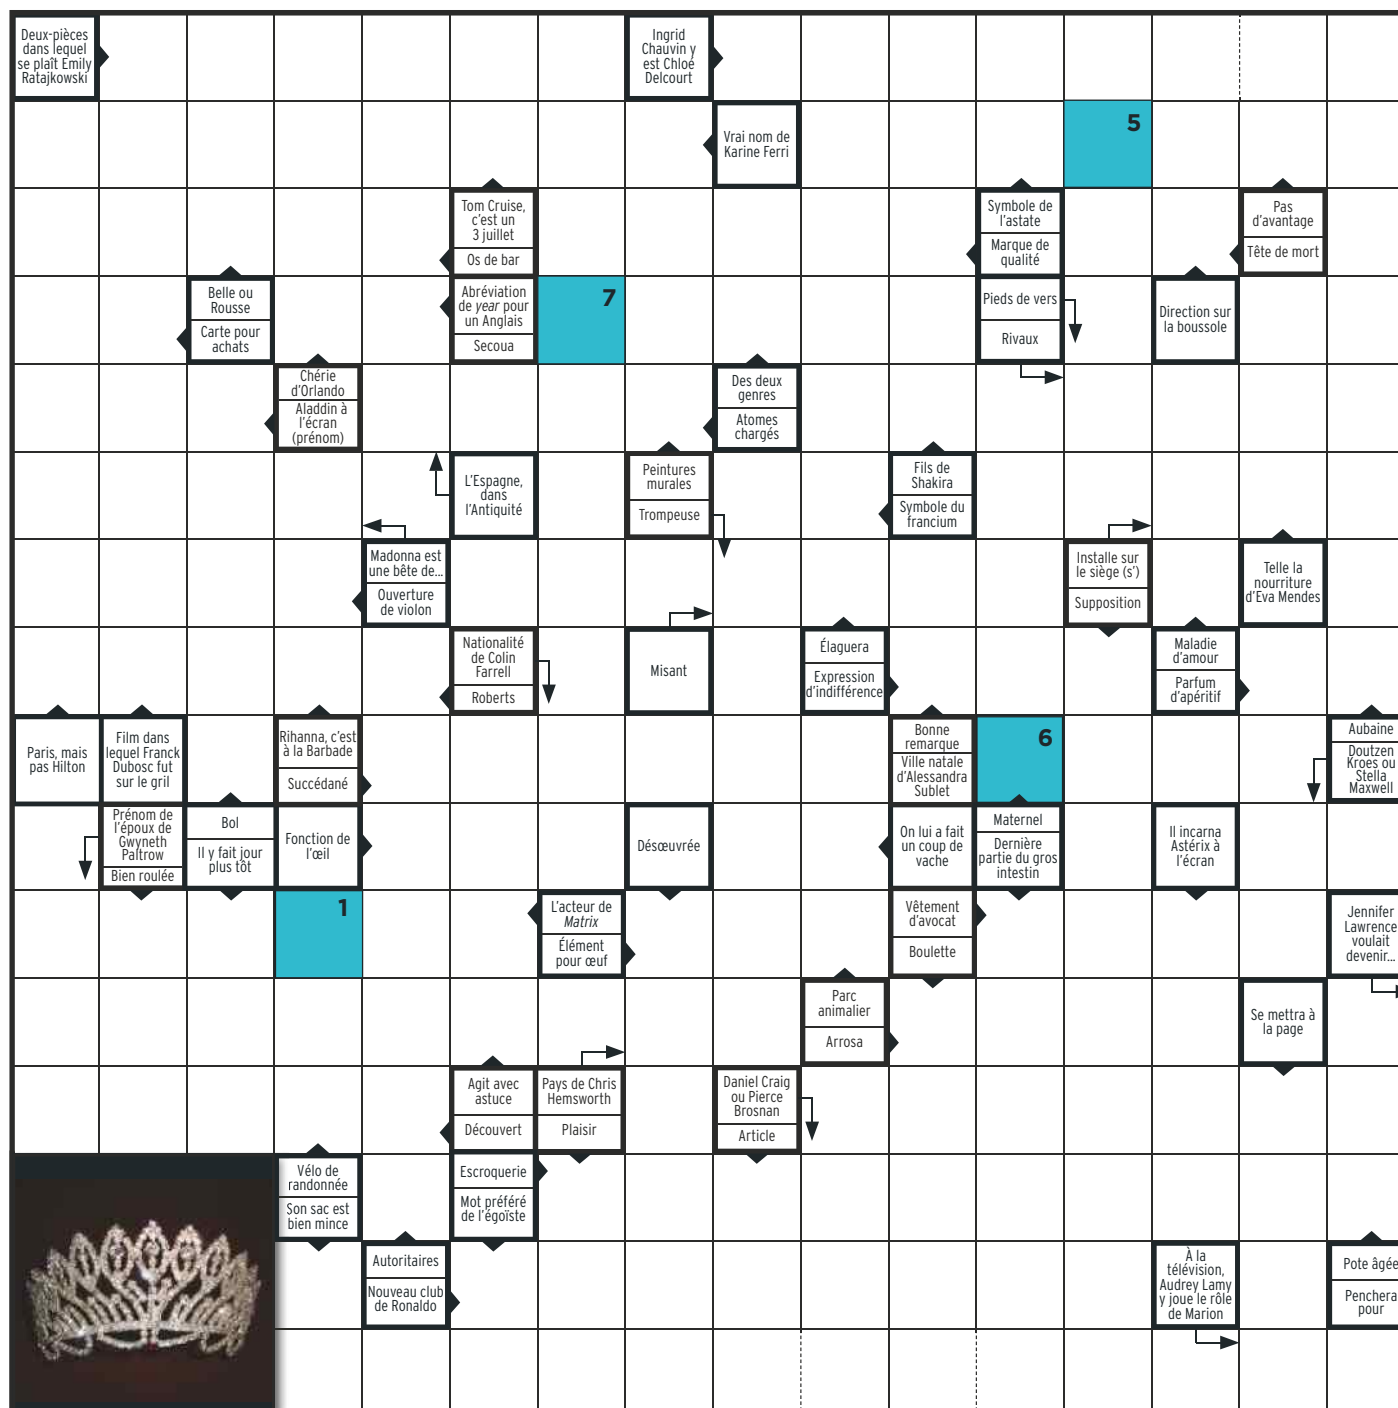 Deux-pièces
dans lequel
se plaît Emily
Ratajkowski
Ingrid
Chauvin y
est Chloé
Delcourt
Vrai nom de
Karine Ferri
5
Tom Cruise,
c'est un
3 juillet
Os de bar
Symbole de
l'astate
Marque de
qualité
Pas
d'avantage
Tête de mort
Belle ou
Rousse
Carte pour
achats
Abréviation
de year pour
un Anglais
Secoua
7
Pieds de vers
Rivaux
Direction sur
la boussole
Chérie
d'Orlando
Aladdin à
l'écran
(prénom)
Des deux
genres
Atomes
chargés
L'Espagne,
dans
l'Antiquité
Peintures
murales
Trompeuse
Fils de
Shakira
Symbole du
francium
Madonna est
une bête de...
Ouverture
de violon
Installe sur
le siège (s')
Supposition
Telle la
nourriture
d'Eva Mendes
Nationalité
de Colin
Farrell
Roberts
Misant
Élaguera
Expression
d'indifférence
Maladie
d'amour
Parfum
d'apéritif
Paris, mais
pas Hilton
Film dans
lequel Franck
Dubosc fut
sur le gril
Rihanna, c'est
à la Barbade
Succédané
Bonne
remarque
Ville natale
d'Alessandra
Sublet
6
Aubaine
Doutzen
Kroes ou
Stella
Maxwell
Prénom de
l'époux de
Gwyneth
Paltrow
Bien roulée
Bol
Il y fait jour
plus tôt
Fonction de
l'œil
Désœuvrée
On lui a fait
un coup de
vache
Maternel
Dernière
partie du gros
intestin
Il incarna
Astérix à
l'écran
1
L'acteur de
Matrix
Élément
pour œuf
Vêtement
d'avocat
Boulette
Jennifer
Lawrence
voulait
devenir...
Parc
animalier
Arrosa
Se mettra à
la page
Agit avec
astuce
Découvert
Pays de Chris
Hemsworth
Plaisir
Daniel Craig
ou Pierce
Brosnan
Article
Vélo de
randonnée
Son sac est
bien mince
Escroquerie
Mot préféré
de l'égoïste
Autoritaires
Nouveau club
de Ronaldo
À la
télévision,
Audrey Lamy
y joue le rôle
de Marion
Pote âgée
Penchera
pour